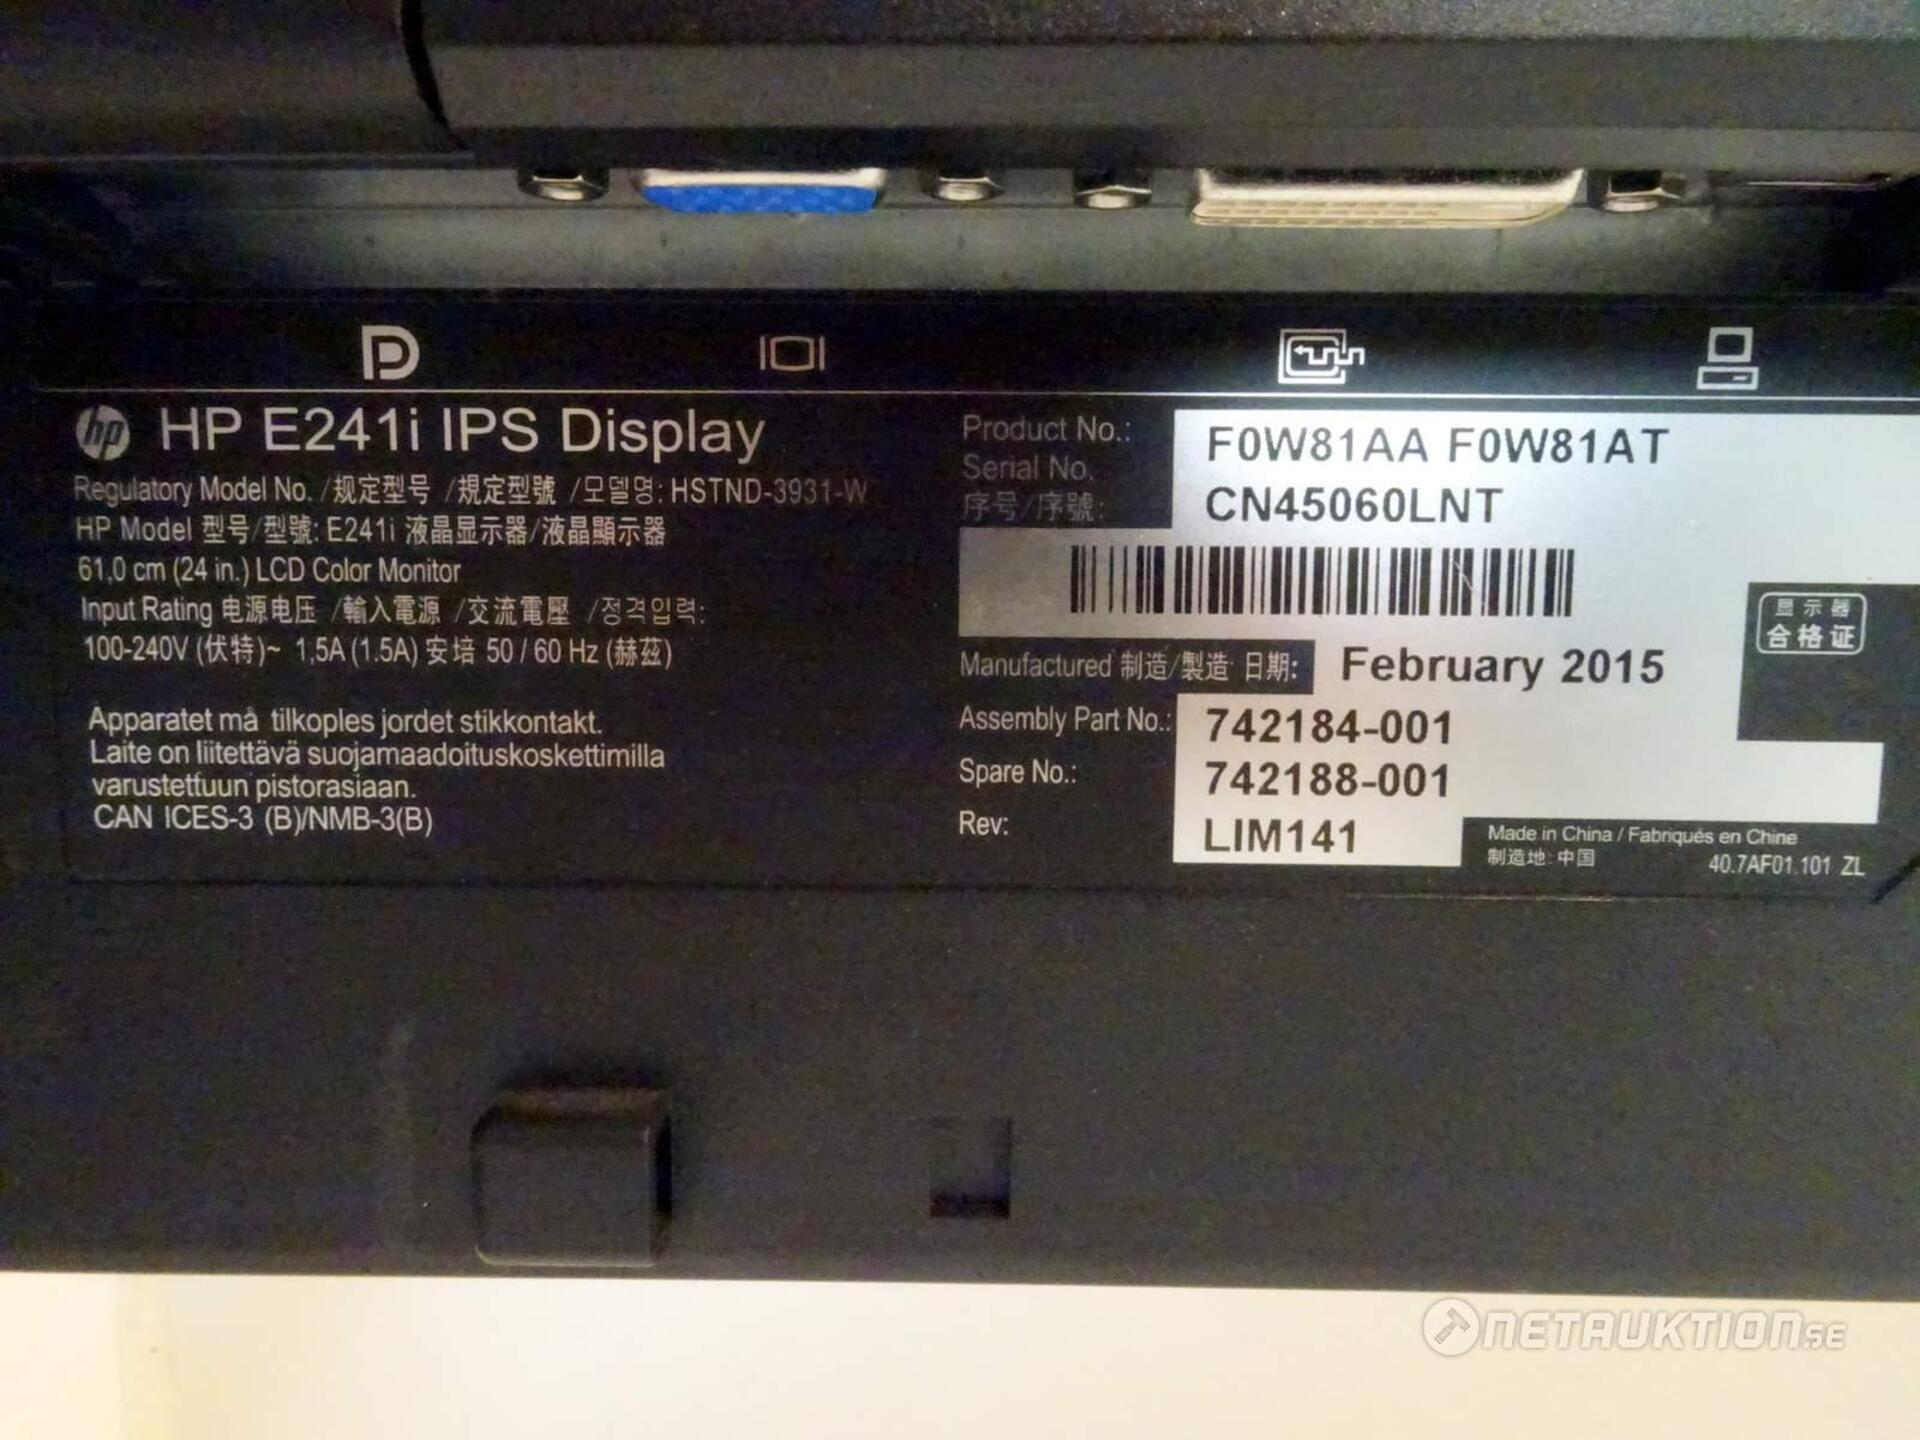 hp HP E241i IPS Display
Regulatory Model No. /规定型号 /規定型號 /모델명: HSTND-3931-W
HP Model 型号/型號: E241i 液晶显示器/液晶顯示器
61,0 cm (24 in.) LCD Color Monitor
Input Rating 电源电压 /輸入電源 /交流電壓 /정격입력:
100-240V (伏特)~ 1,5A (1.5A) 安培 50 / 60 Hz (赫茲)
Apparatet må tilkoples jordet stikkontakt.
Laite on liitettävä suojamaadoituskoskettimilla
varustettuun pistorasiaan.
CAN ICES-3 (B)/NMB-3(B)
Product No.: F0W81AA F0W81AT
Serial No.
序号/序號: CN45060LNT
Manufactured 制造/製造 日期: February 2015
显示器
合格证
Assembly Part No.: 742184-001
Spare No.: 742188-001
Rev: LIM141
Made in China / Fabriqués en Chine
制造地: 中国
40.7AF01.101 ZL
NETAUKTION.SE